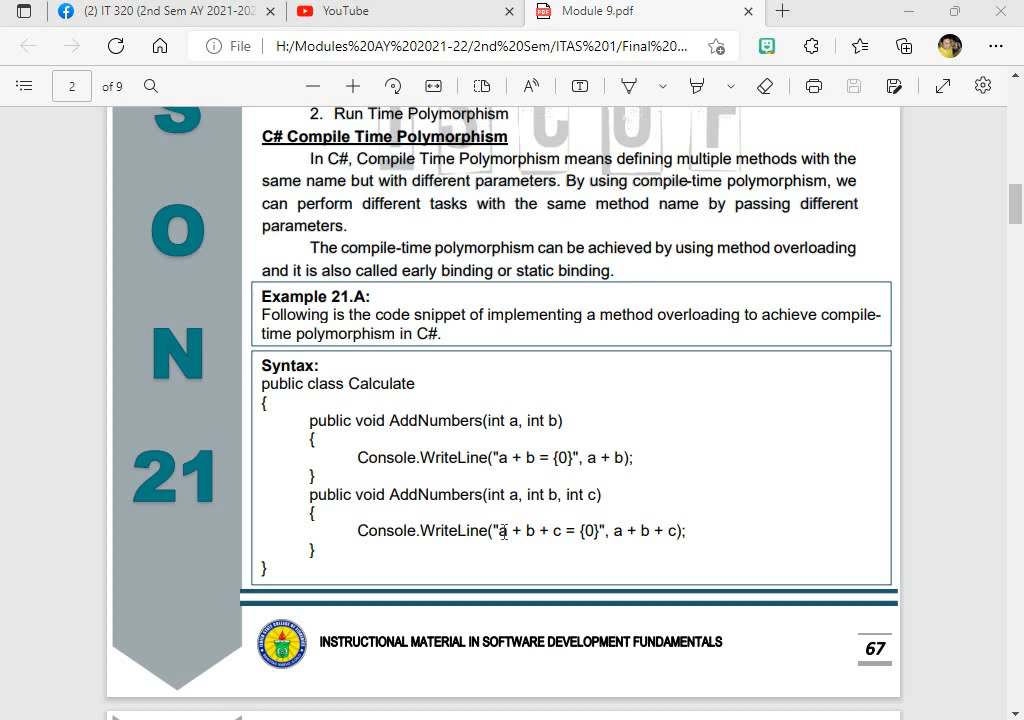 (2) IT 320 (2nd Sem AY 2021-202
YouTube
Module 9.pdf
File
H:/Modules%20AY%202021-22/2nd%20Sem/ITAS%201/Final%20...
2
of 9
S
O
N
21
2. Run Time Polymorphism
C# Compile Time Polymorphism
In C#, Compile Time Polymorphism means defining multiple methods with the
same name but with different parameters. By using compile-time polymorphism, we
can perform different tasks with the same method name by passing different
parameters.
The compile-time polymorphism can be achieved by using method overloading
and it is also called early binding or static binding.
Example 21.A:
Following is the code snippet of implementing a method overloading to achieve compile-
time polymorphism in C#.
Syntax:
public class Calculate
{
public void AddNumbers(int a, int b)
{
Console.WriteLine("a + b = {0}", a + b);
}
public void AddNumbers(int a, int b, int c)
{
Console.WriteLine("a + b + c = {0}", a + b + c);
}
}
INSTRUCTIONAL MATERIAL IN SOFTWARE DEVELOPMENT FUNDAMENTALS
67